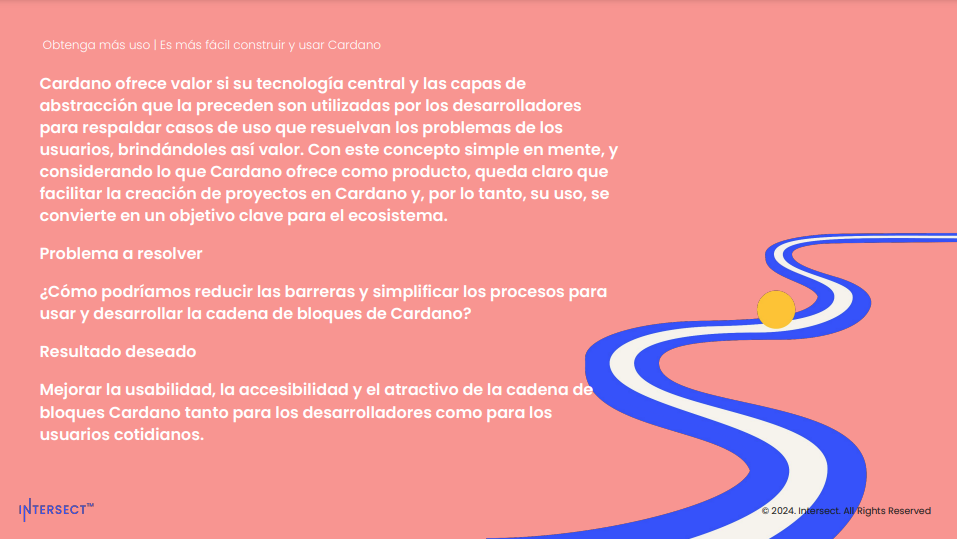 Obtenga más uso | Es más fácil construir y usar Cardano
Cardano ofrece valor si su tecnología central y las capas de
abstracción que la preceden son utilizadas por los desarrolladores
para respaldar casos de uso que resuelvan los problemas de los
usuarios, brindándoles así valor. Con este concepto simple en mente, y
considerando lo que Cardano ofrece como producto, queda claro que
facilitar la creación de proyectos en Cardano y, por lo tanto, su uso, se
convierte en un objetivo clave para el ecosistema.
Problema a resolver
¿Cómo podríamos reducir las barreras y simplificar los procesos para
usar y desarrollar la cadena de bloques de Cardano?
Resultado deseado
Mejorar la usabilidad, la accesibilidad y el atractivo de la cadena de
bloques Cardano tanto para los desarrolladores como para los
usuarios cotidianos.
INTERSECT™
© 2024. Intersect. All Rights Reserved